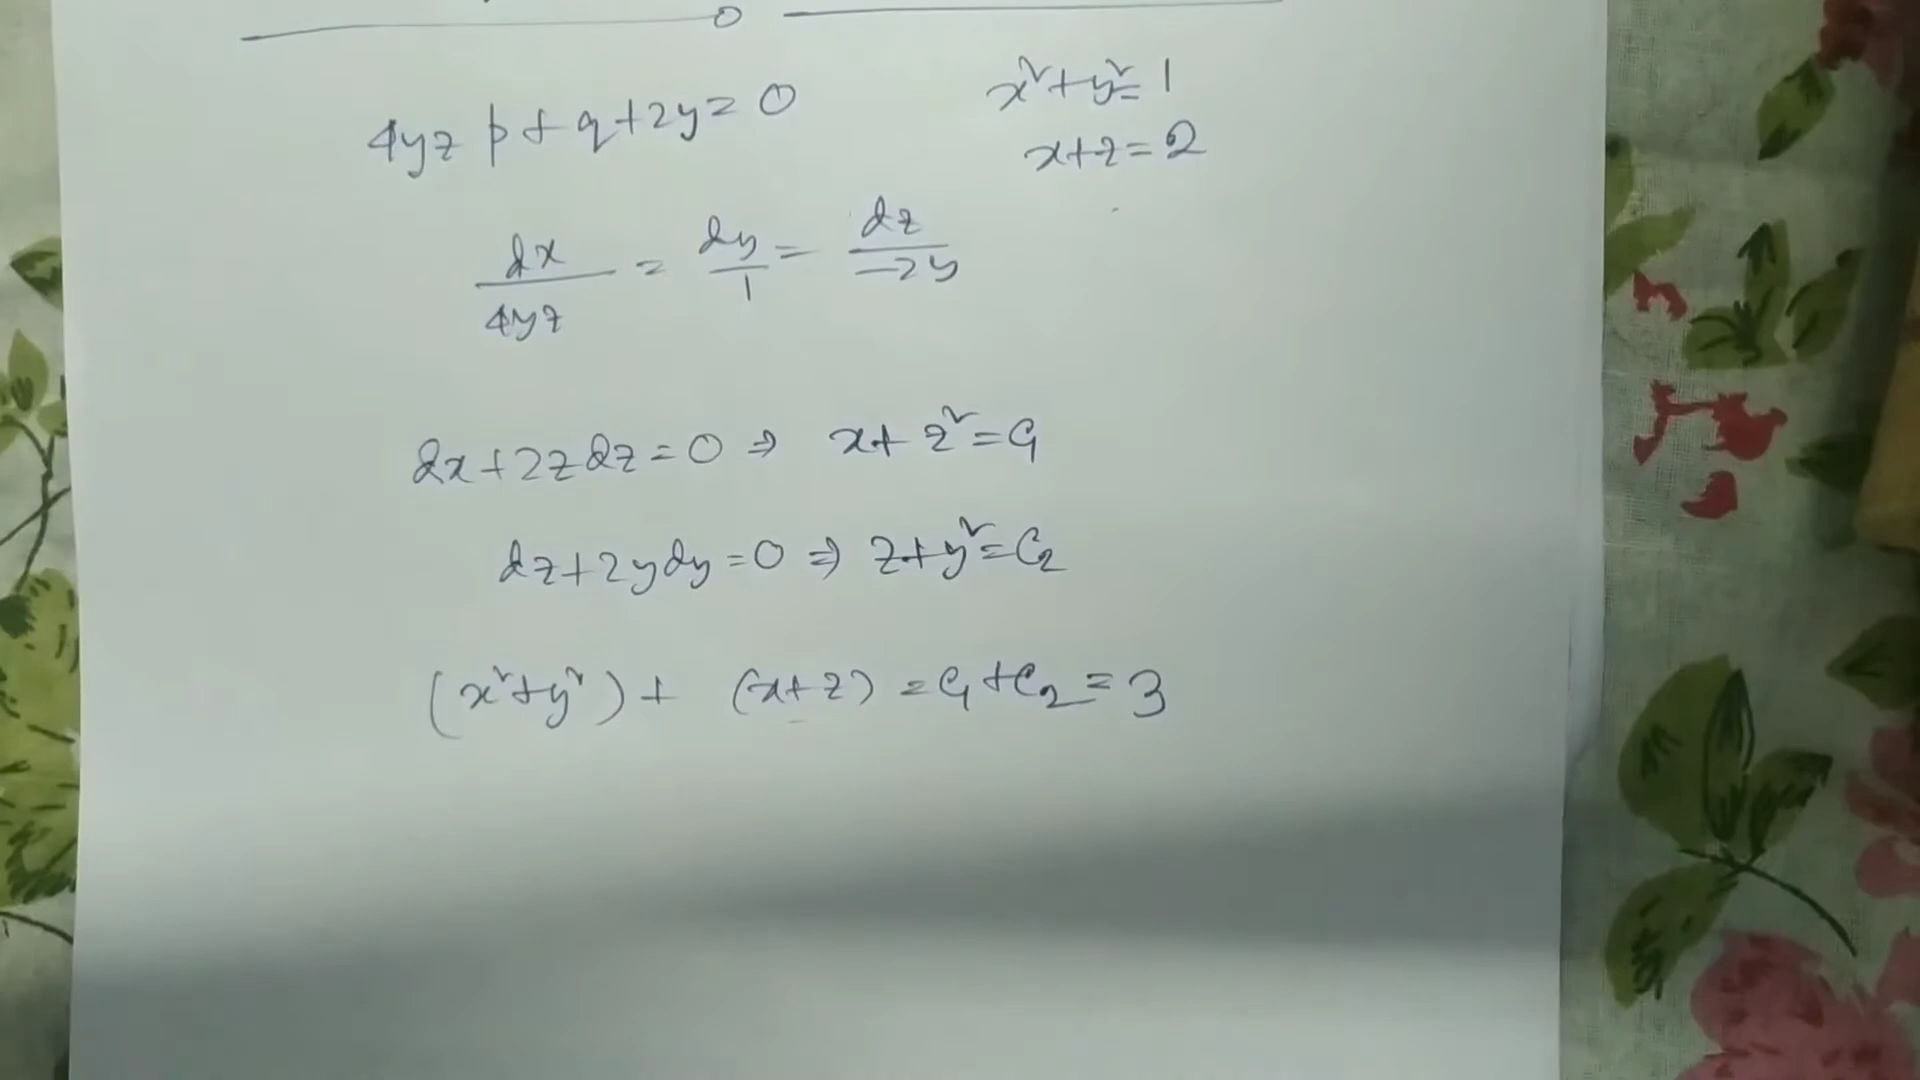 4yz p + q + 2y = 0
x² + y² = 1
x + z = 2
dx/4yz = dy/1 = dz/-2y
dx + 2z dz = 0 ⇒ x + z² = C₁
dz + 2y dy = 0 ⇒ z + y² = C₂
(x² + y²) + (x + z) = C₁ + C₂ = 3